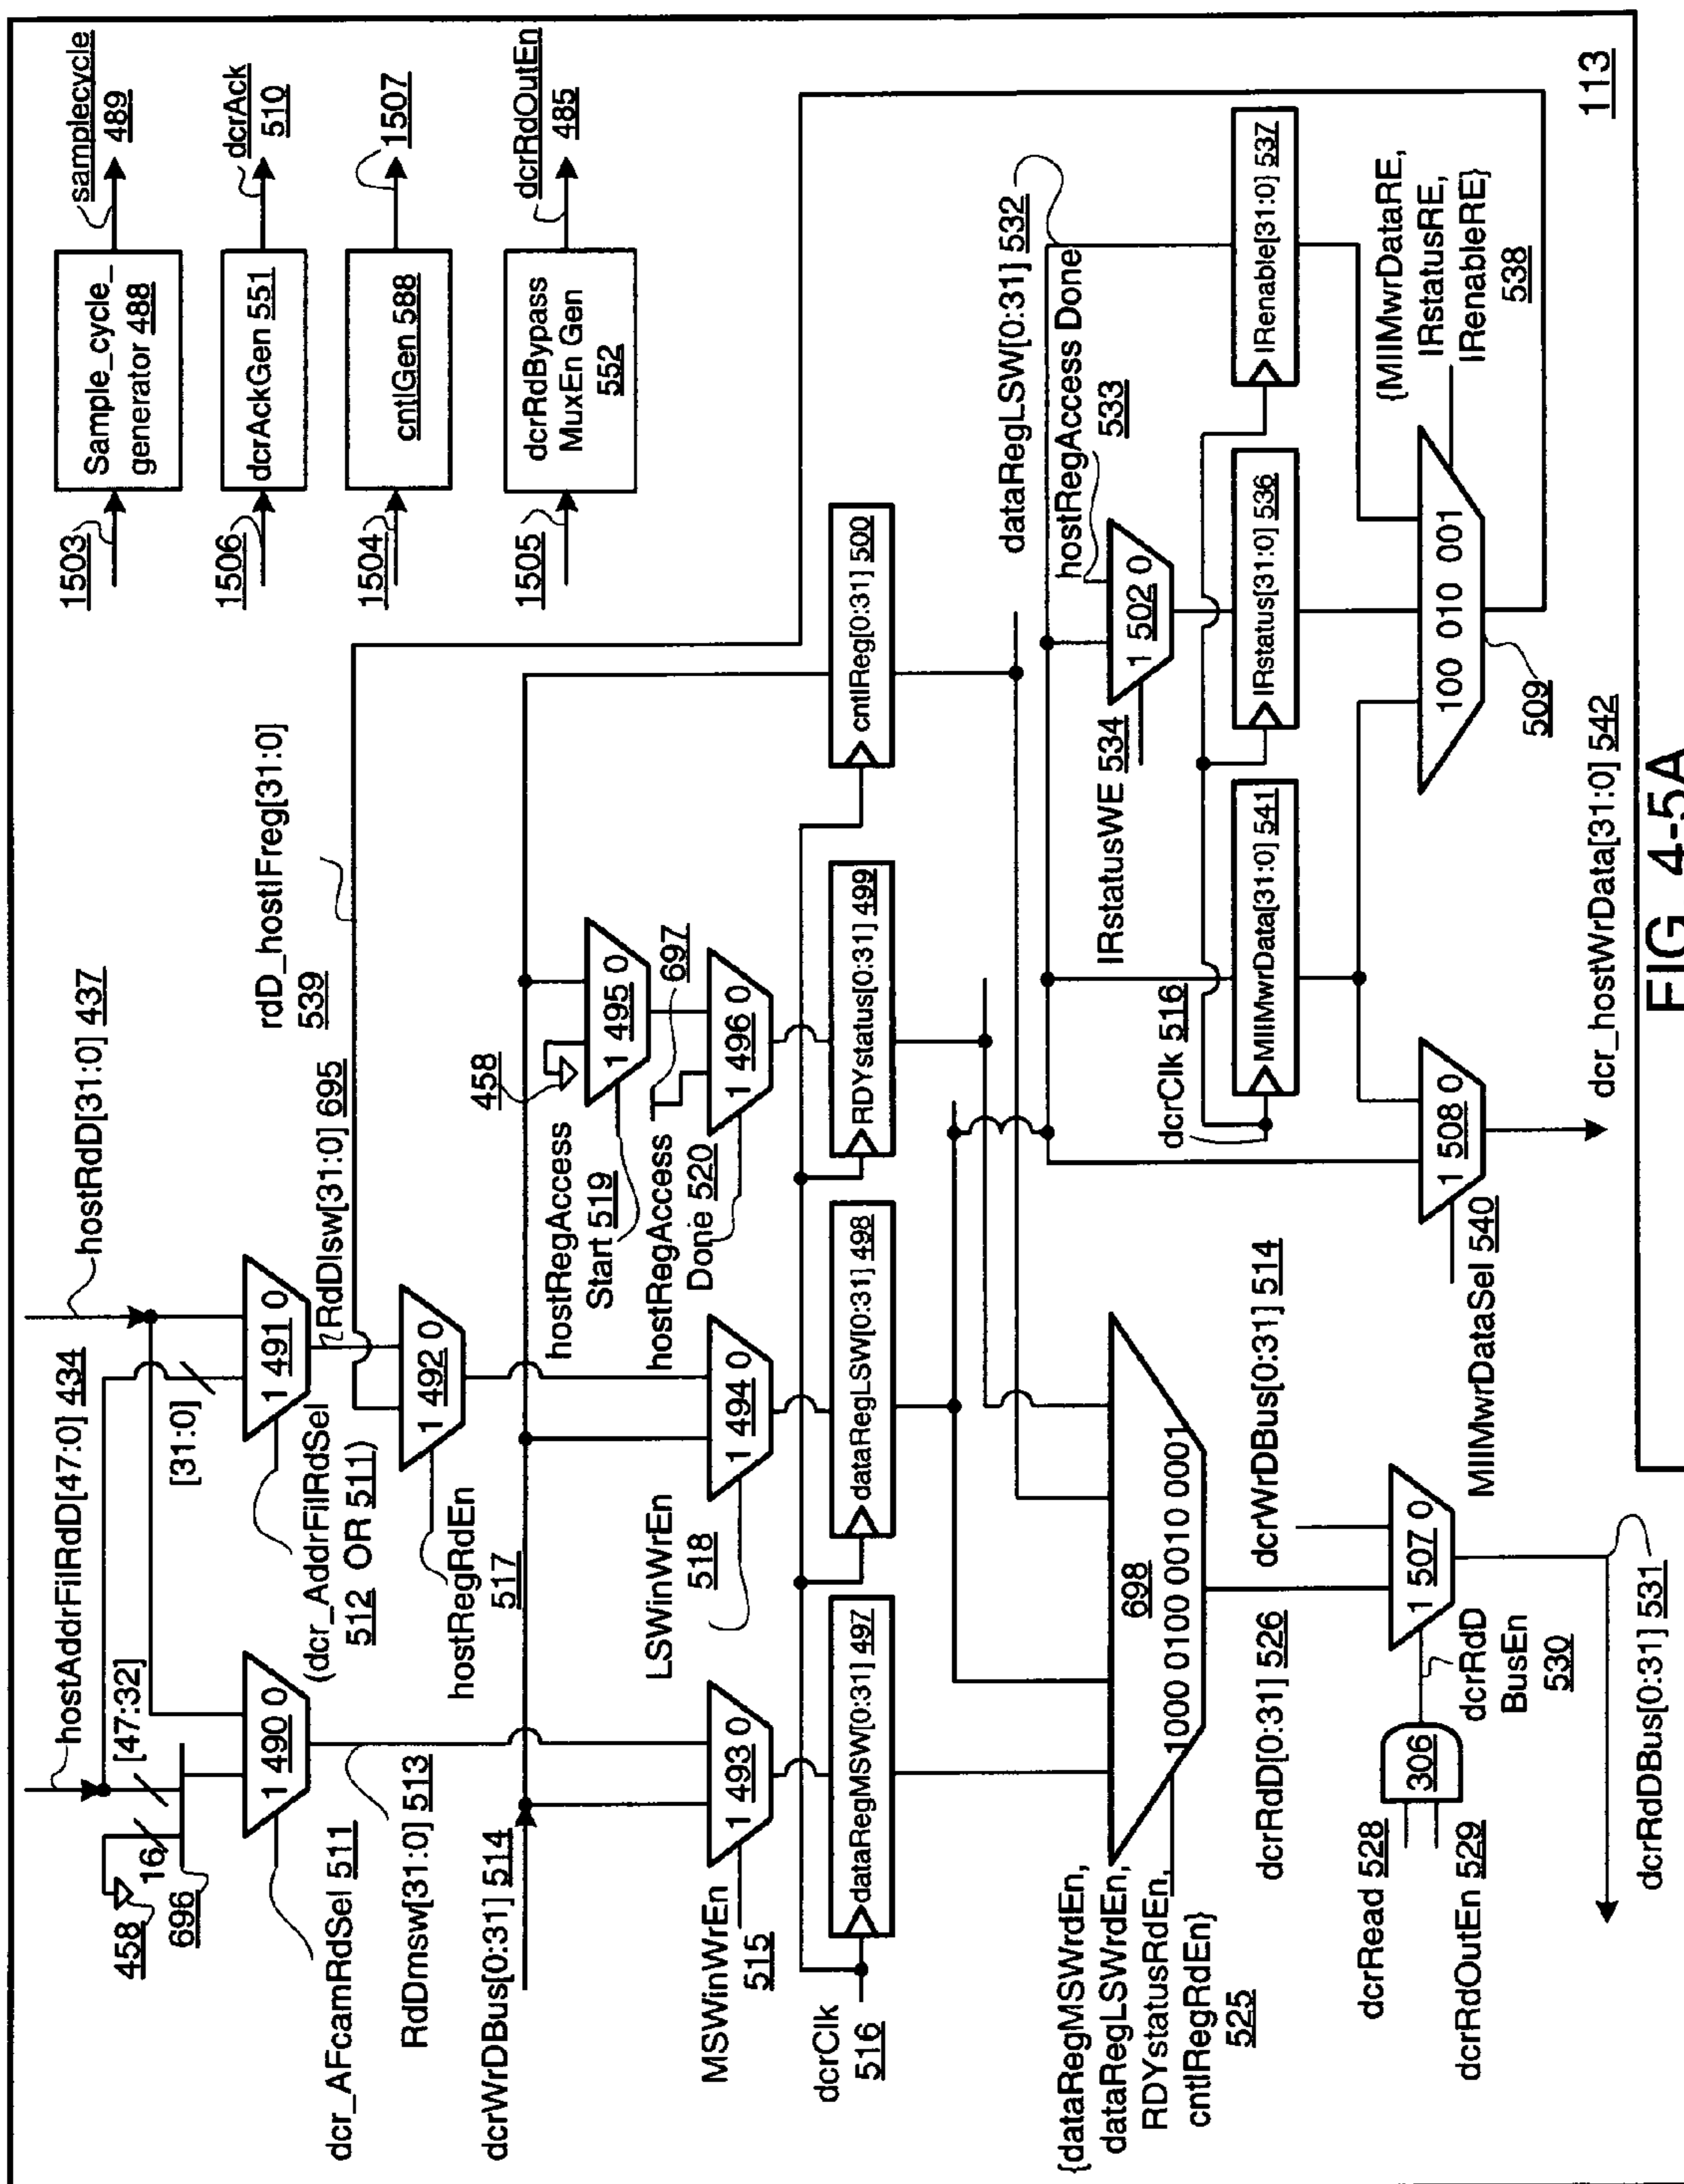 hostAddrFilRdD[47:0] 434
hostRdD[31:0] 437
458
16
[47:32]
696
[31:0]
1 490 0
1 491 0
dcr_AFcamRdSel 511
(dcr_AddrFilRdSel
512 OR 511)
RdDlsw[31:0] 695
rdD_hostIFreg[31:0]
539
RdDmsw[31:0] 513
hostRegRdEn
517
1 492 0
dcrWrDBus[0:31] 514
458
hostRegAccess
Start 519
1 495 0
697
hostRegAccess
Done 520
1 496 0
MSWinWrEn
515
1 493 0
LSWinWrEn
518
1 494 0
dcrClk
516
dataRegMSW[0:31] 497
dataRegLSW[0:31] 498
RDYstatus[0:31] 499
cntlReg[0:31] 500
1503
Sample_cycle_
generator 488
samplecycle
489
1506
dcrAckGen 551
dcrAck
510
1504
cntlGen 588
1507
1505
dcrRdBypass
MuxEn Gen
552
dcrRdOutEn
485
{dataRegMSWrdEn,
dataRegLSWrdEn,
RDYstatusRdEn,
cntlRegRdEn}
525
698
1000 0100 0010 0001
dcrRdD[0:31] 526
dcrWrDBus[0:31] 514
dcrRead 528
dcrRdOutEn 529
306
dcrRdD
BusEn
530
1 507 0
dcrRdDBus[0:31] 531
dataRegLSW[0:31] 532
hostRegAccess Done
533
IRstatusWE 534
1 502 0
dcrClk 516
MIIMwrData[31:0] 541
IRstatus[31:0] 536
IRenable[31:0] 537
MIIMwrDataSel 540
1 508 0
100 010 001
509
{MIIMwrDataRE,
IRstatusRE,
IRenableRE}
538
dcr_hostWrData[31:0] 542
113
FIG. 4-5A